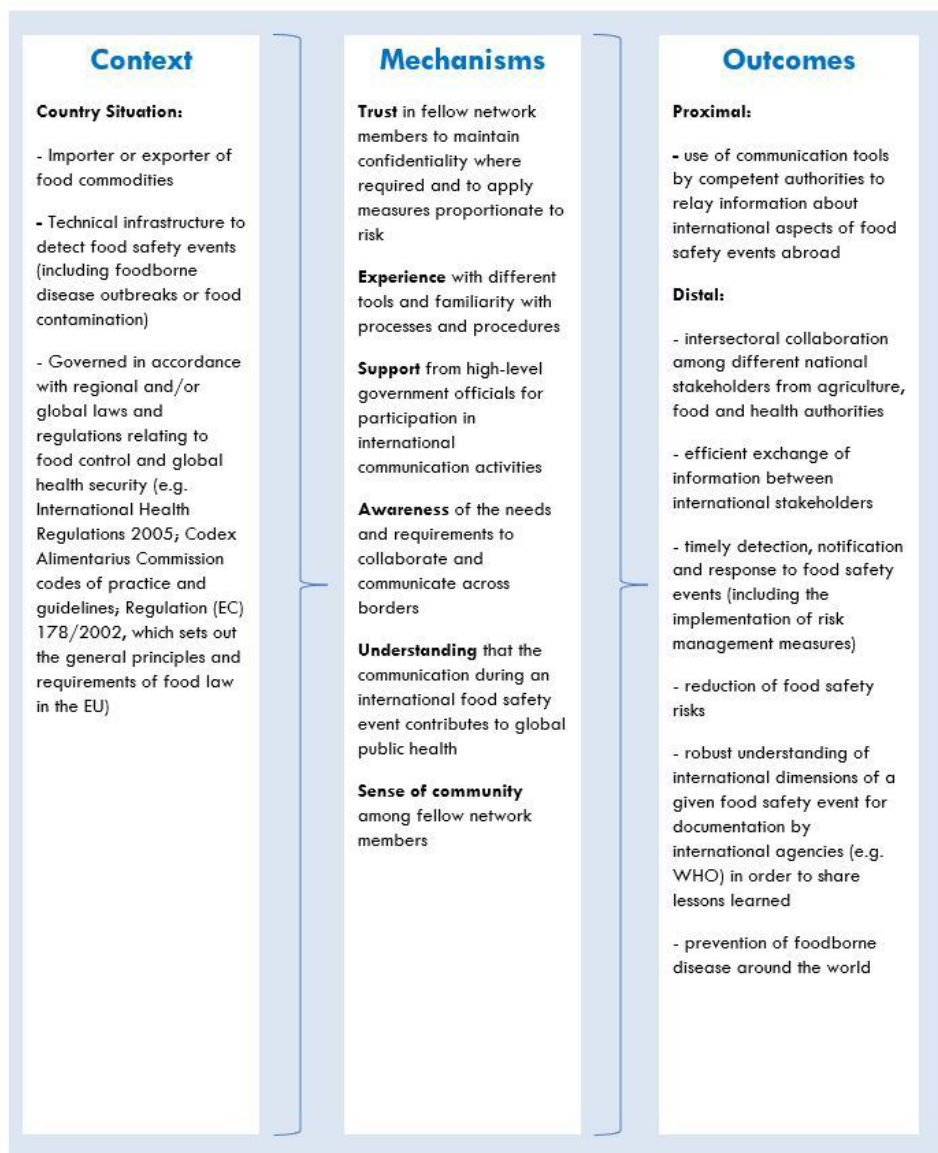 Context
Country Situation:
- Importer or exporter of
food commodities
- Technical infrastructure to
detect food safety events
(including foodborne
disease outbreaks or food
contamination)
- Governed in accordance
with regional and/or
global laws and
regulations relating to
food control and global
health security (e.g.
International Health
Regulations 2005; Codex
Alimentarius Commission
codes of practice and
guidelines; Regulation (EC)
178/2002, which sets out
the general principles and
requirements of food law
in the EU)
Mechanisms
Trust in fellow network
members to maintain
confidentiality where
required and to apply
measures proportionate to
risk
Experience with different
tools and familiarity with
processes and procedures
Support from high-level
government officials for
participation in
international
communication activities
Awareness of the needs
and requirements to
collaborate and
communicate across
borders
Understanding that the
communication during an
international food safety
event contributes to global
public health
Sense of community
among fellow network
members
Outcomes
Proximal:
- use of communication tools
by competent authorities to
relay information about
international aspects of food
safety events abroad
Distal:
- intersectoral collaboration
among different national
stakeholders from agriculture,
food and health authorities
- efficient exchange of
information between
international stakeholders
- timely detection, notification
and response to food safety
events (including the
implementation of risk
management measures)
- reduction of food safety
risks
- robust understanding of
international dimensions of a
given food safety event for
documentation by
international agencies (e.g.
WHO) in order to share
lessons learned
- prevention of foodborne
disease around the world